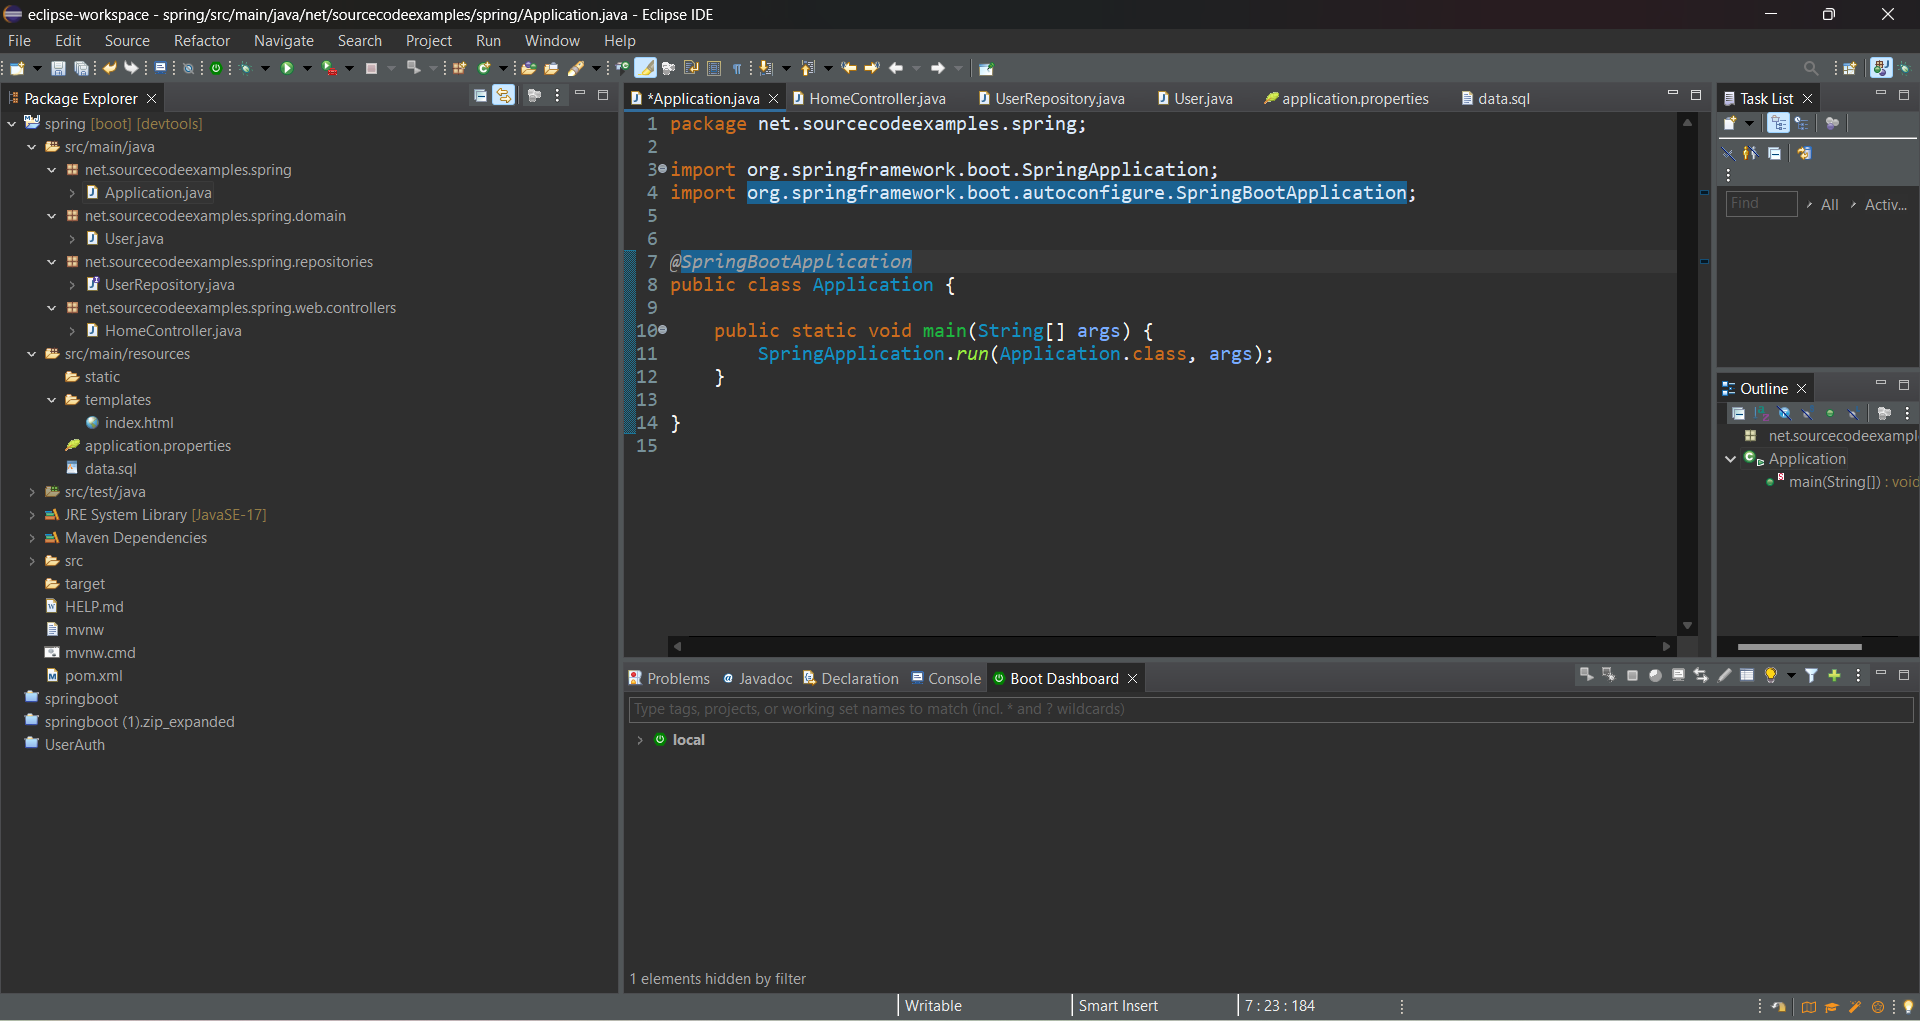 eclipse-workspace - spring/src/main/java/net/sourcecodeexamples/spring/Application.java - Eclipse IDE
File Edit Source Refactor Navigate Search Project Run Window Help
Package Explorer
spring [boot] [devtools]
src/main/java
net.sourcecodeexamples.spring
Application.java
net.sourcecodeexamples.spring.domain
User.java
net.sourcecodeexamples.spring.repositories
UserRepository.java
net.sourcecodeexamples.spring.web.controllers
HomeController.java
src/main/resources
static
templates
index.html
application.properties
data.sql
src/test/java
JRE System Library [JavaSE-17]
Maven Dependencies
src
target
HELP.md
mvnw
mvnw.cmd
pom.xml
springboot
springboot (1).zip_expanded
UserAuth
*Application.java HomeController.java UserRepository.java User.java application.properties data.sql
1 package net.sourcecodeexamples.spring;
2
3 import org.springframework.boot.SpringApplication;
4 import org.springframework.boot.autoconfigure.SpringBootApplication;
5
6
7 @SpringBootApplication
8 public class Application {
9
10 public static void main(String[] args) {
11 SpringApplication.run(Application.class, args);
12 }
13
14 }
15
Task List
Find All Activ...
Outline
net.sourcecodeexampl
Application
main(String[]) : void
Problems Javadoc Declaration Console Boot Dashboard
Type tags, projects, or working set names to match (incl. * and ? wildcards)
local
1 elements hidden by filter
Writable Smart Insert 7 : 23 : 184